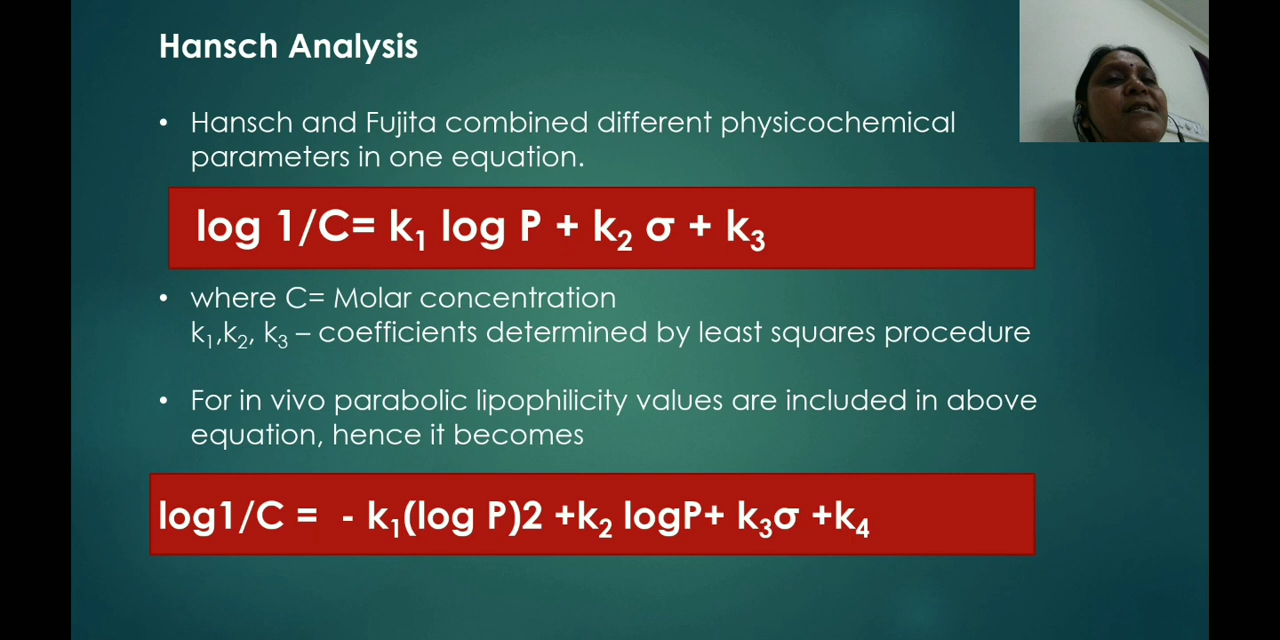 Hansch Analysis
• Hansch and Fujita combined different physicochemical
parameters in one equation.
log 1/C= k₁ log P + k₂ σ + k₃
• where C= Molar concentration
k₁,k₂, k₃ – coefficients determined by least squares procedure
• For in vivo parabolic lipophilicity values are included in above
equation, hence it becomes
log1/C = - k₁(log P)2 +k₂ logP+ k₃σ +k₄